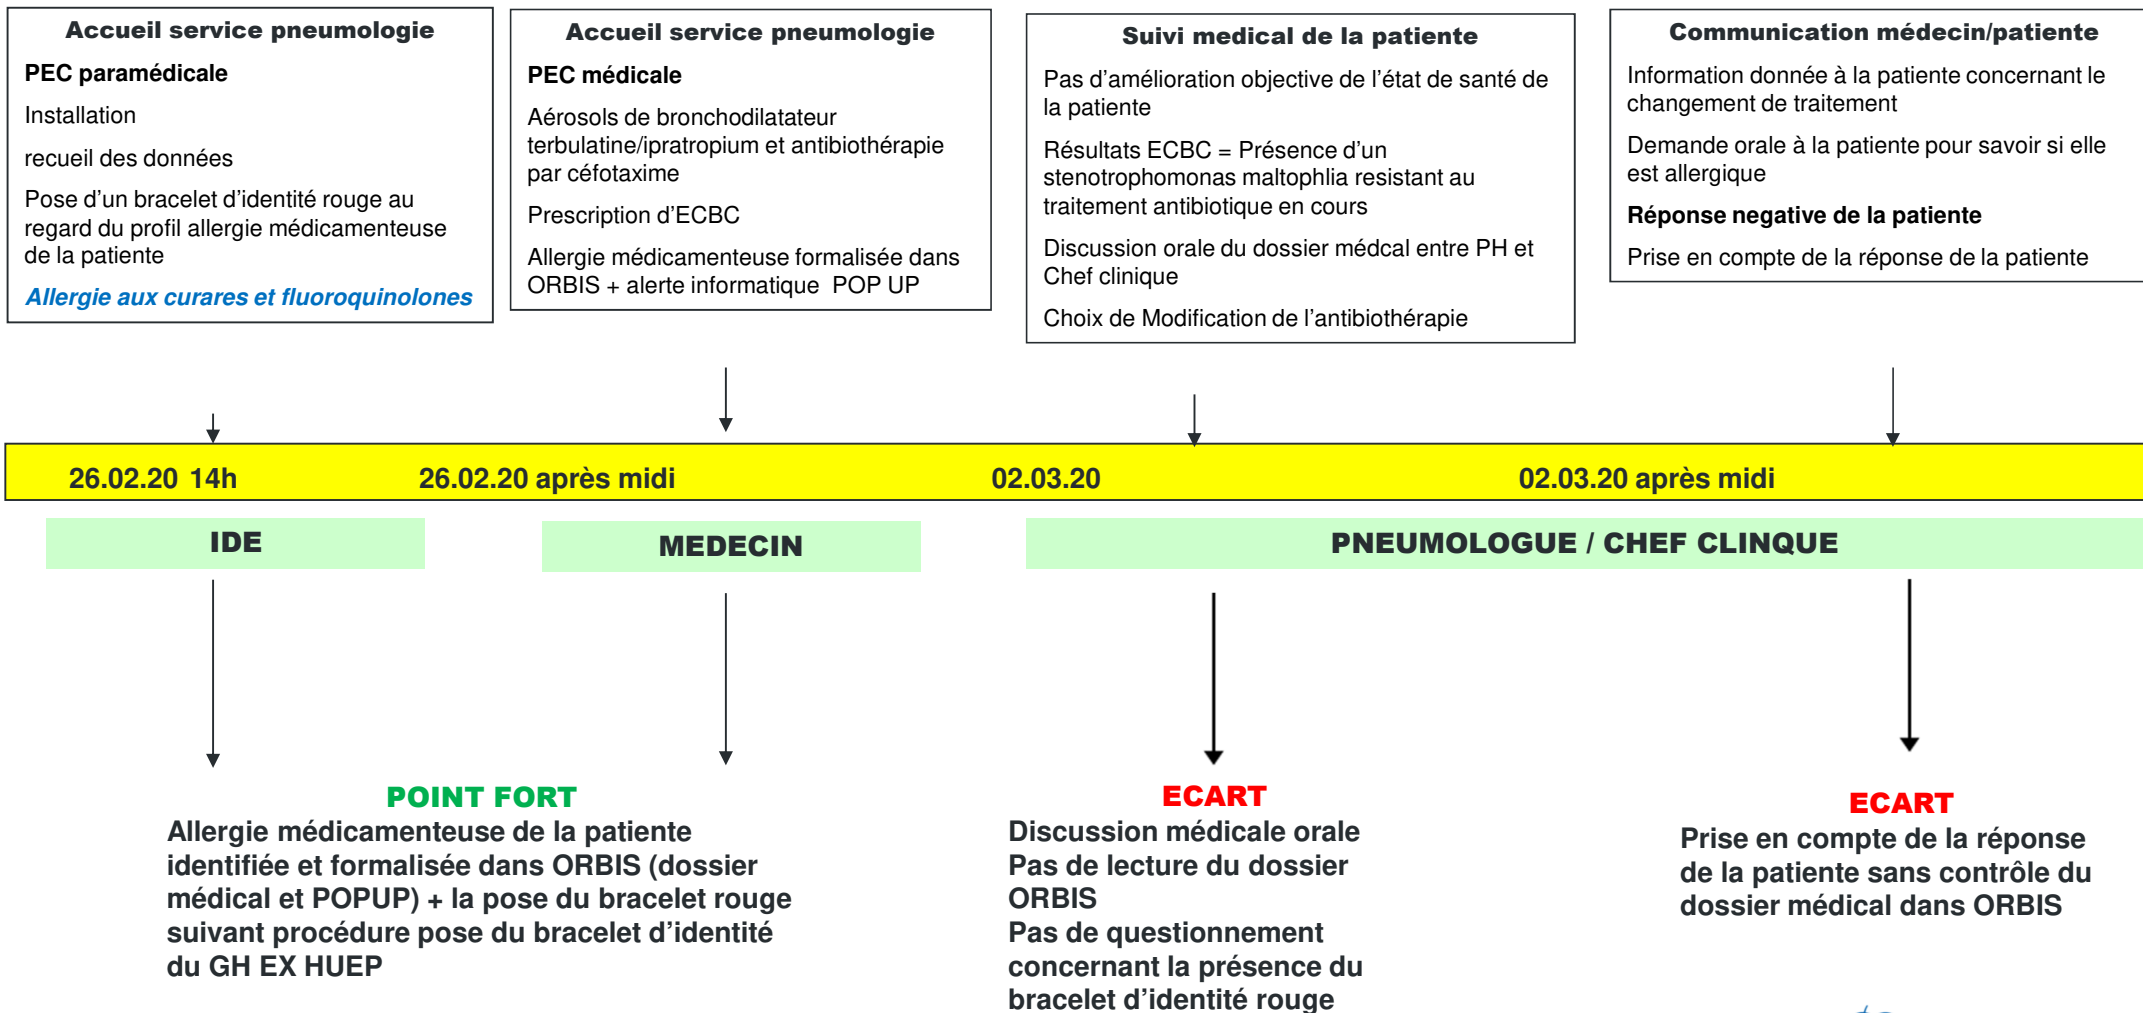 Accueil service pneumologie
PEC paramédicale
Installation
recueil des données
Pose d'un bracelet d'identité rouge au
regard du profil allergie médicamenteuse
de la patiente
Allergie aux curares et fluoroquinolones
Accueil service pneumologie
PEC médicale
Aérosols de bronchodilatateur
terbulatine/ipratropium et antibiothérapie
par céfotaxime
Prescription d'ECBC
Allergie médicamenteuse formalisée dans
ORBIS + alerte informatique POP UP
Suivi medical de la patiente
Pas d'amélioration objective de l'état de santé de
la patiente
Résultats ECBC = Présence d'un
stenotrophomonas maltophlia resistant au
traitement antibiotique en cours
Discussion orale du dossier médcal entre PH et
Chef clinique
Choix de Modification de l'antibiothérapie
Communication médecin/patiente
Information donnée à la patiente concernant le
changement de traitement
Demande orale à la patiente pour savoir si elle
est allergique
Réponse negative de la patiente
Prise en compte de la réponse de la patiente
26.02.20 14h
26.02.20 après midi
02.03.20
02.03.20 après midi
IDE
MEDECIN
PNEUMOLOGUE / CHEF CLINQUE
POINT FORT
Allergie médicamenteuse de la patiente
identifiée et formalisée dans ORBIS (dossier
médical et POPUP) + la pose du bracelet rouge
suivant procédure pose du bracelet d'identité
du GH EX HUEP
ECART
Discussion médicale orale
Pas de lecture du dossier
ORBIS
Pas de questionnement
concernant la présence du
bracelet d'identité rouge
ECART
Prise en compte de la réponse
de la patiente sans contrôle du
dossier médical dans ORBIS